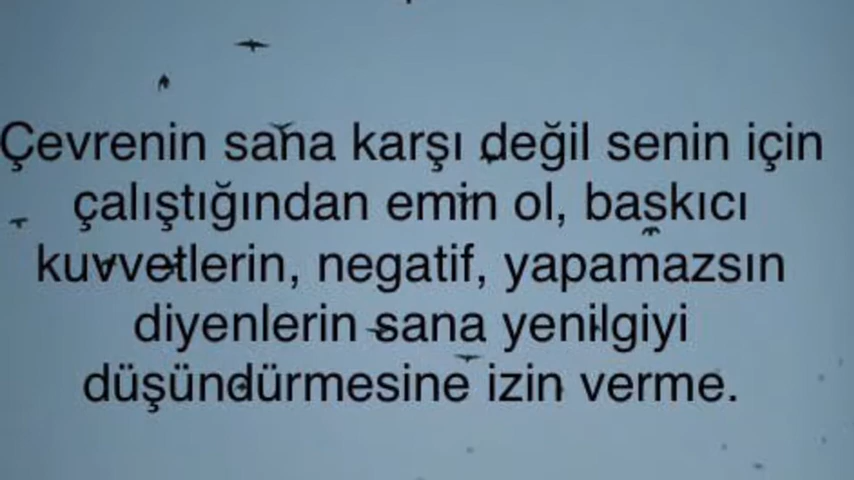 Çevrenin sana karşı değil senin için
çalıştığından emin ol, baskıcı
kuvvetlerin, negatif, yapamazsın
diyenlerin sana yenilgiyi
düşündürmesine izin verme.